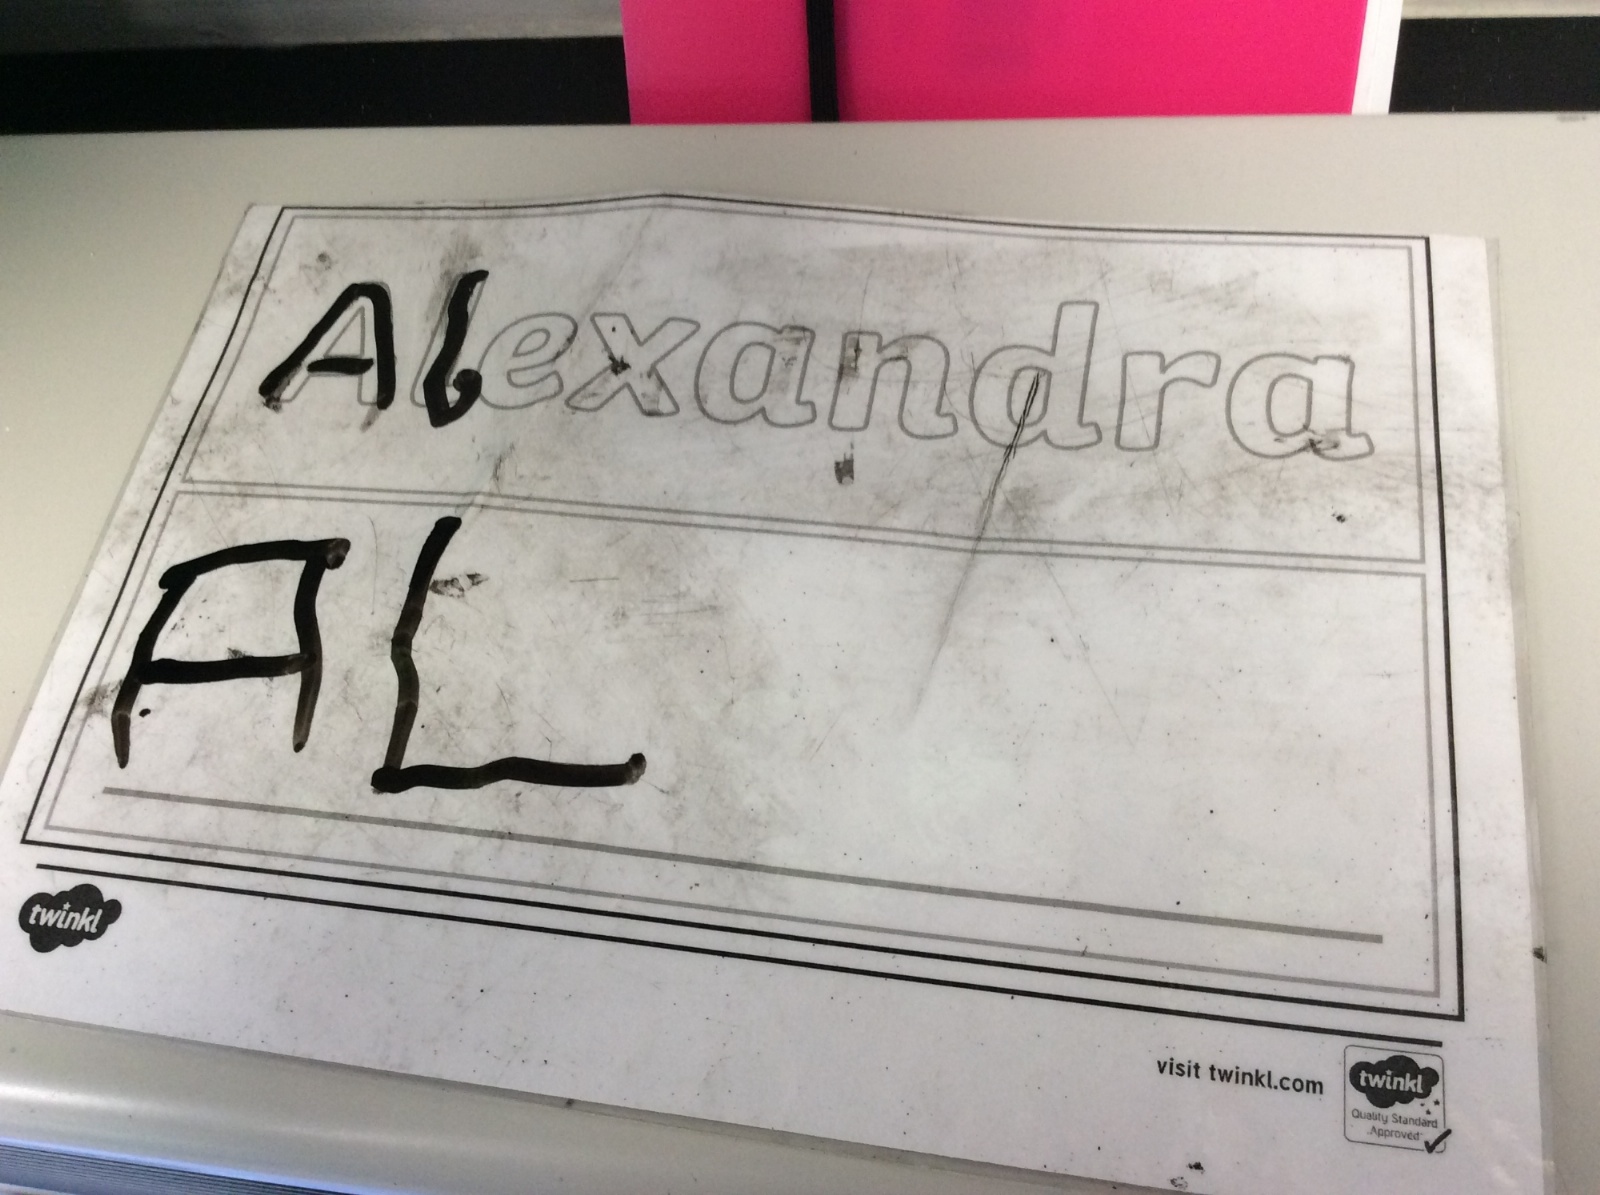 Alexandra
AL
twinkl
visit twinkl.com
twinkl
Quality Standard
Approved